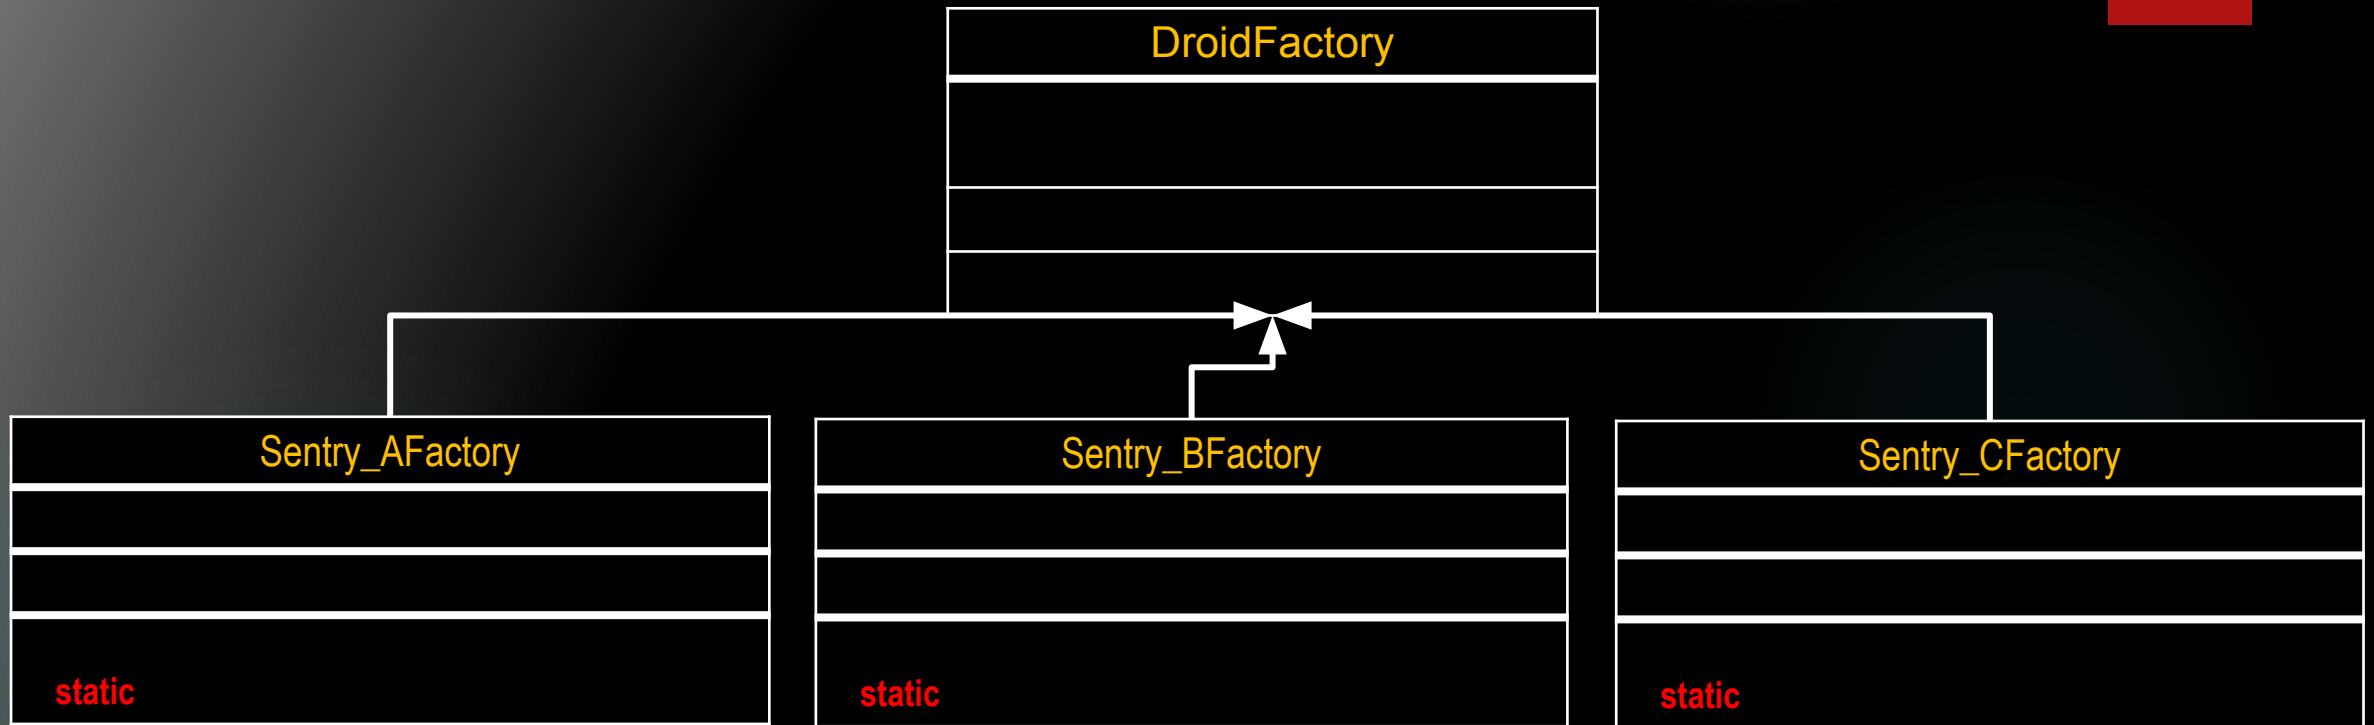 DroidFactory
Sentry_AFactory
Sentry_BFactory
Sentry_CFactory
static
static
static